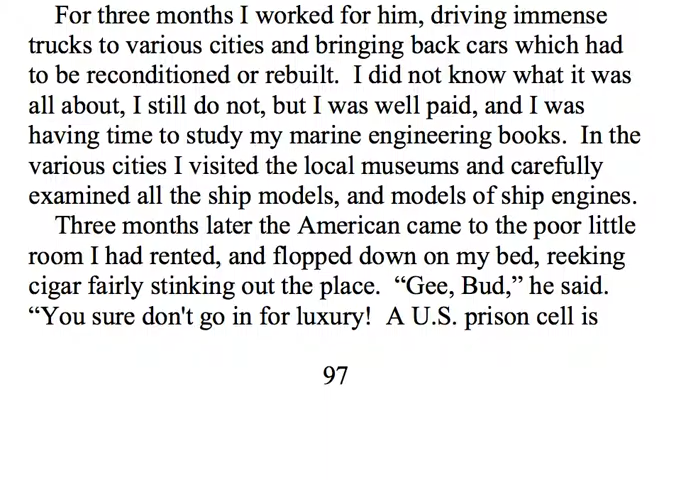 For three months I worked for him, driving immense
trucks to various cities and bringing back cars which had
to be reconditioned or rebuilt.  I did not know what it was
all about, I still do not, but I was well paid, and I was
having time to study my marine engineering books.  In the
various cities I visited the local museums and carefully
examined all the ship models, and models of ship engines.
Three months later the American came to the poor little
room I had rented, and flopped down on my bed, reeking
cigar fairly stinking out the place.  “Gee, Bud,” he said.
“You sure don't go in for luxury!  A U.S. prison cell is
97